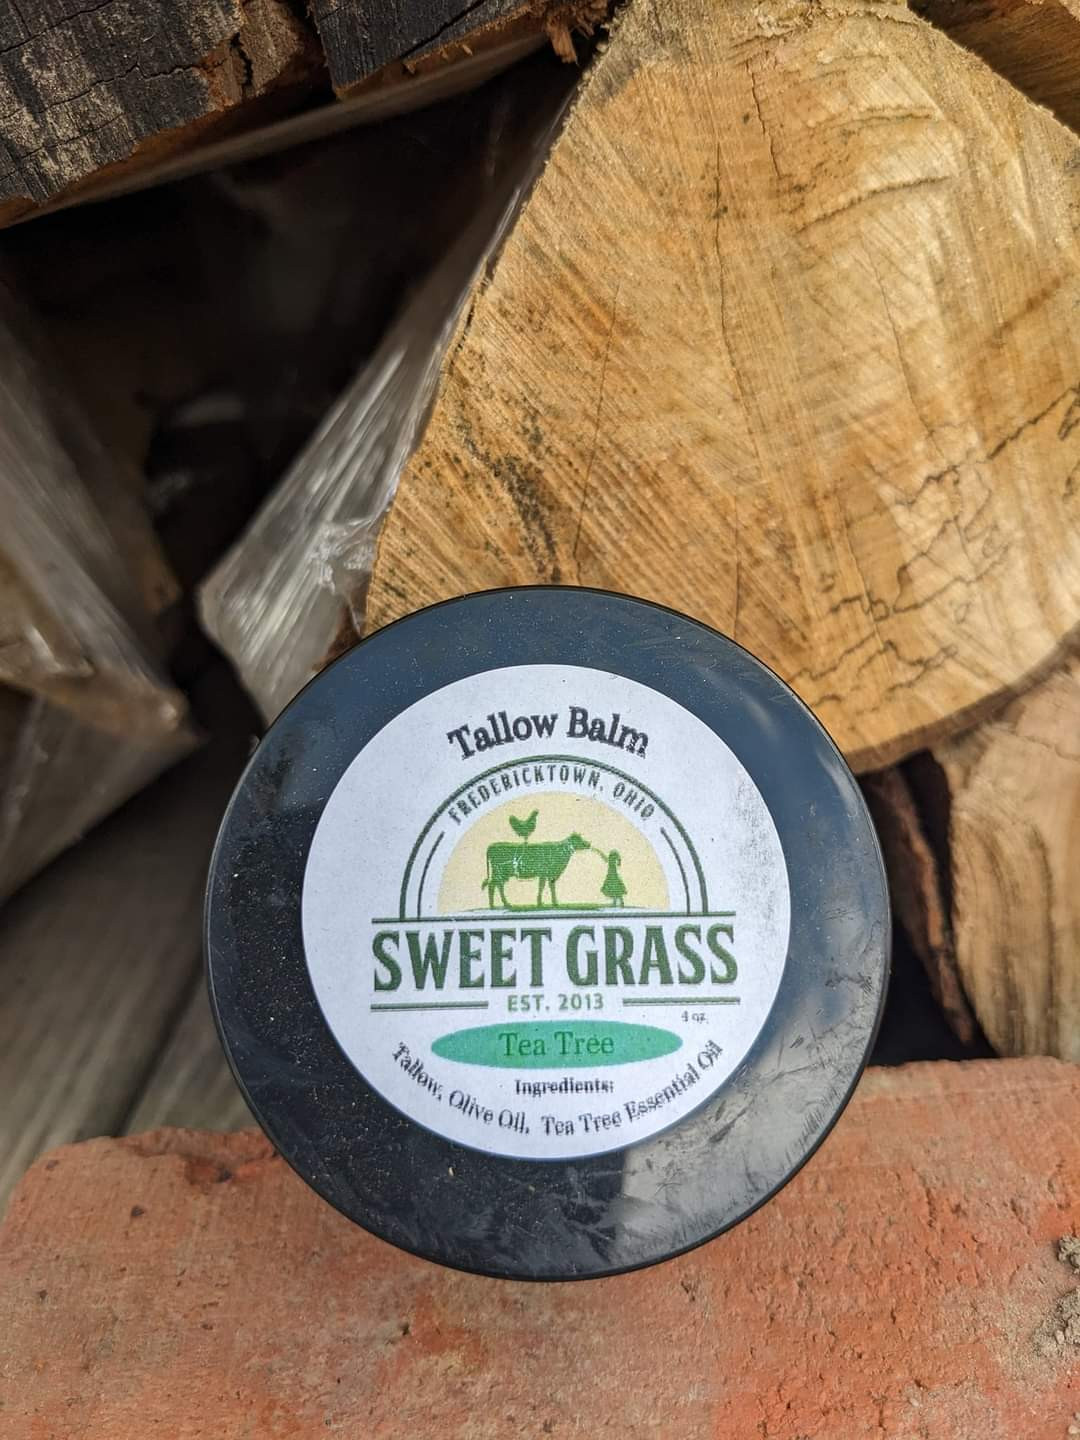 Tallow Balm
FREDERICKTOWN, OHIO
SWEET GRASS
EST. 2013
4 oz.
Tea Tree
Ingredients:
Tallow, Olive Oil, Tea Tree Essential Oil